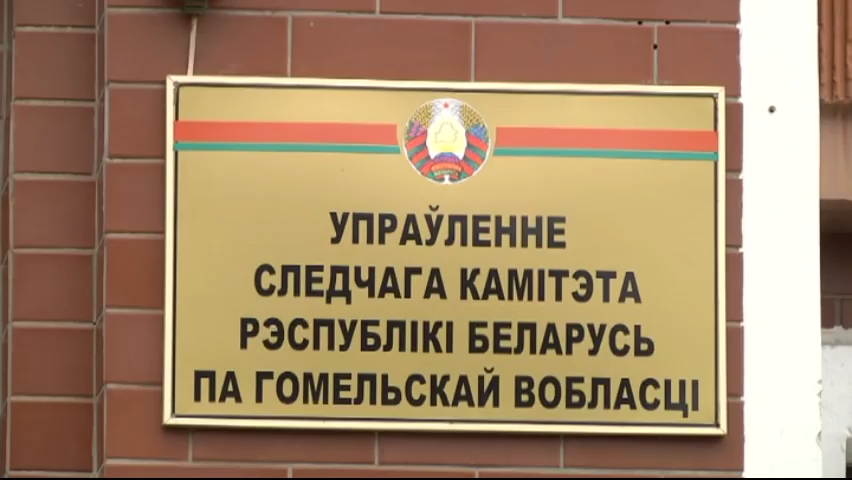 УПРАЎЛЕННЕ
СЛЕДЧАГА КАМІТЭТА
РЭСПУБЛІКІ БЕЛАРУСЬ
ПА ГОМЕЛЬСКАЙ ВОБЛАСЦІ